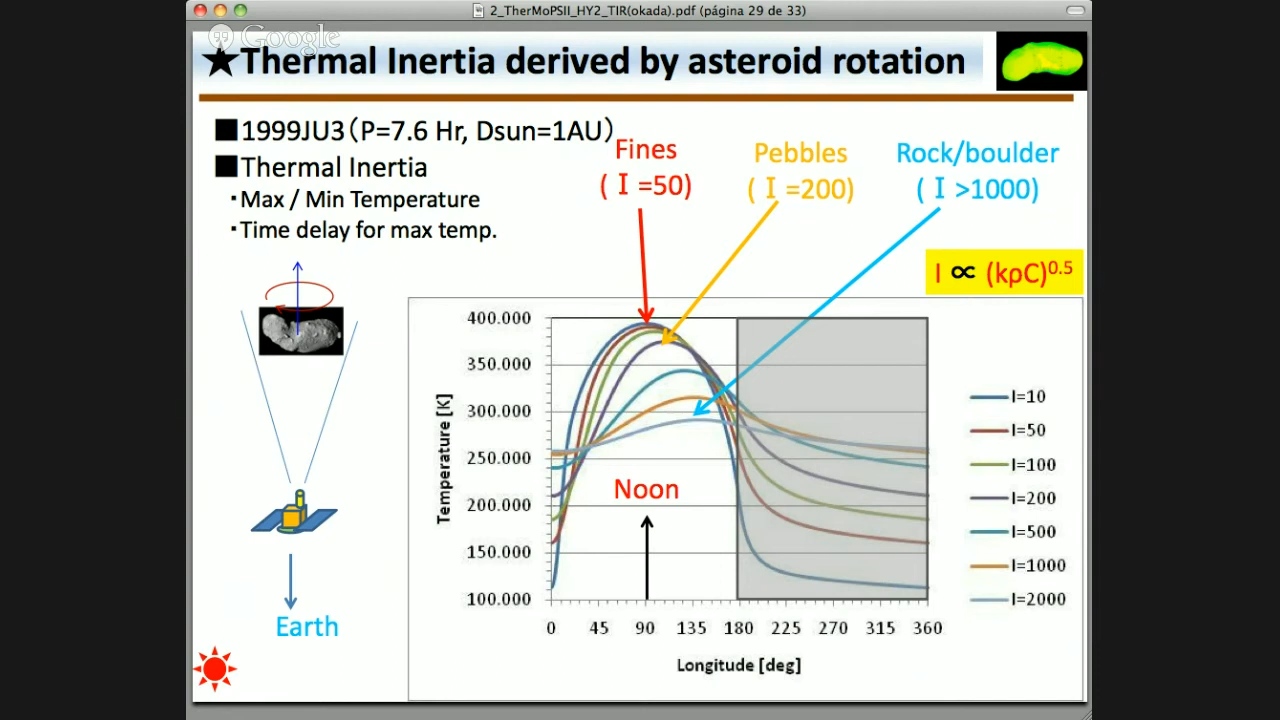 2_TherMoPSII_HY2_TIR(okada).pdf (página 29 de 33)
Google
★Thermal Inertia derived by asteroid rotation
■1999JU3(P=7.6 Hr, Dsun=1AU)
■Thermal Inertia
・Max / Min Temperature
・Time delay for max temp.
Fines
( I =50)
Pebbles
( I =200)
Rock/boulder
( I >1000)
I ∝ (kρC)^0.5
400.000
350.000
300.000
250.000
200.000
150.000
100.000
Temperature [K]
Noon
0 45 90 135 180 225 270 315 360
Longitude [deg]
I=10
I=50
I=100
I=200
I=500
I=1000
I=2000
Earth